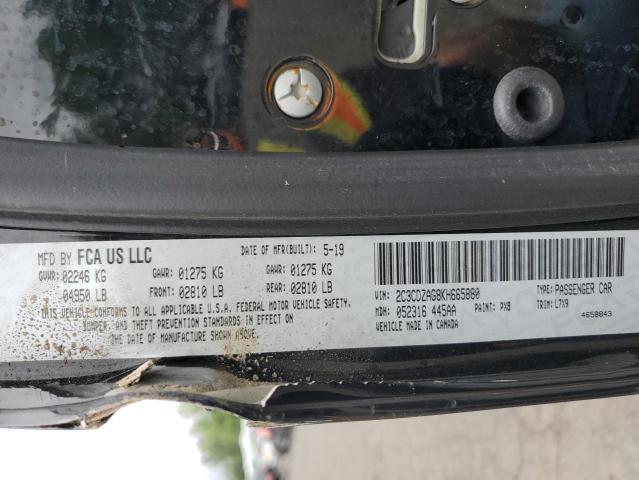 MFD BY FCA US LLC DATE OF MFR(BUILT): 5-19
GVWR: 02246 KG GAWR: 01275 KG GAWR: 01275 KG
04950 LB FRONT: 02810 LB REAR: 02810 LB
THIS VEHICLE CONFORMS TO ALL APPLICABLE U.S.A. FEDERAL MOTOR VEHICLE SAFETY,
BUMPER, AND THEFT PREVENTION STANDARDS IN EFFECT ON
THE DATE OF MANUFACTURE SHOWN ABOVE.
VIN: 2C3CDZAG8KH665880 TYPE: PASSENGER CAR
MDH: 052316 445AA PAINT: PX8 TRIM: L7X9
VEHICLE MADE IN CANADA 4658843